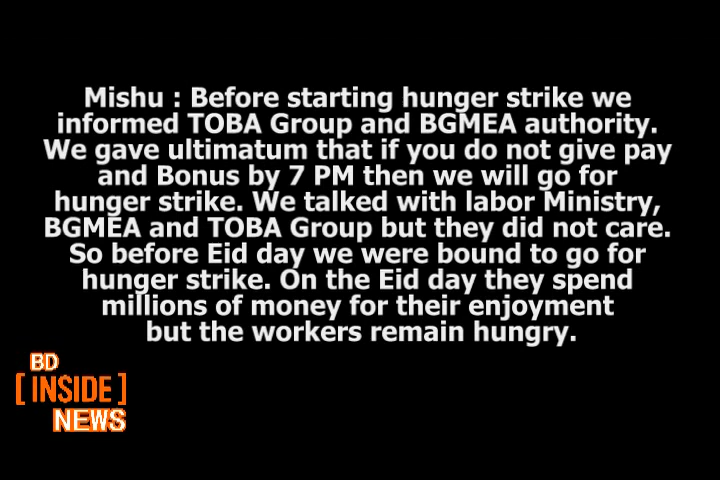 Mishu : Before starting hunger strike we
informed TOBA Group and BGMEA authority.
We gave ultimatum that if you do not give pay
and Bonus by 7 PM then we will go for
hunger strike. We talked with labor Ministry,
BGMEA and TOBA Group but they did not care.
So before Eid day we were bound to go for
hunger strike. On the Eid day they spend
millions of money for their enjoyment
but the workers remain hungry.
BD
[INSIDE]
NEWS